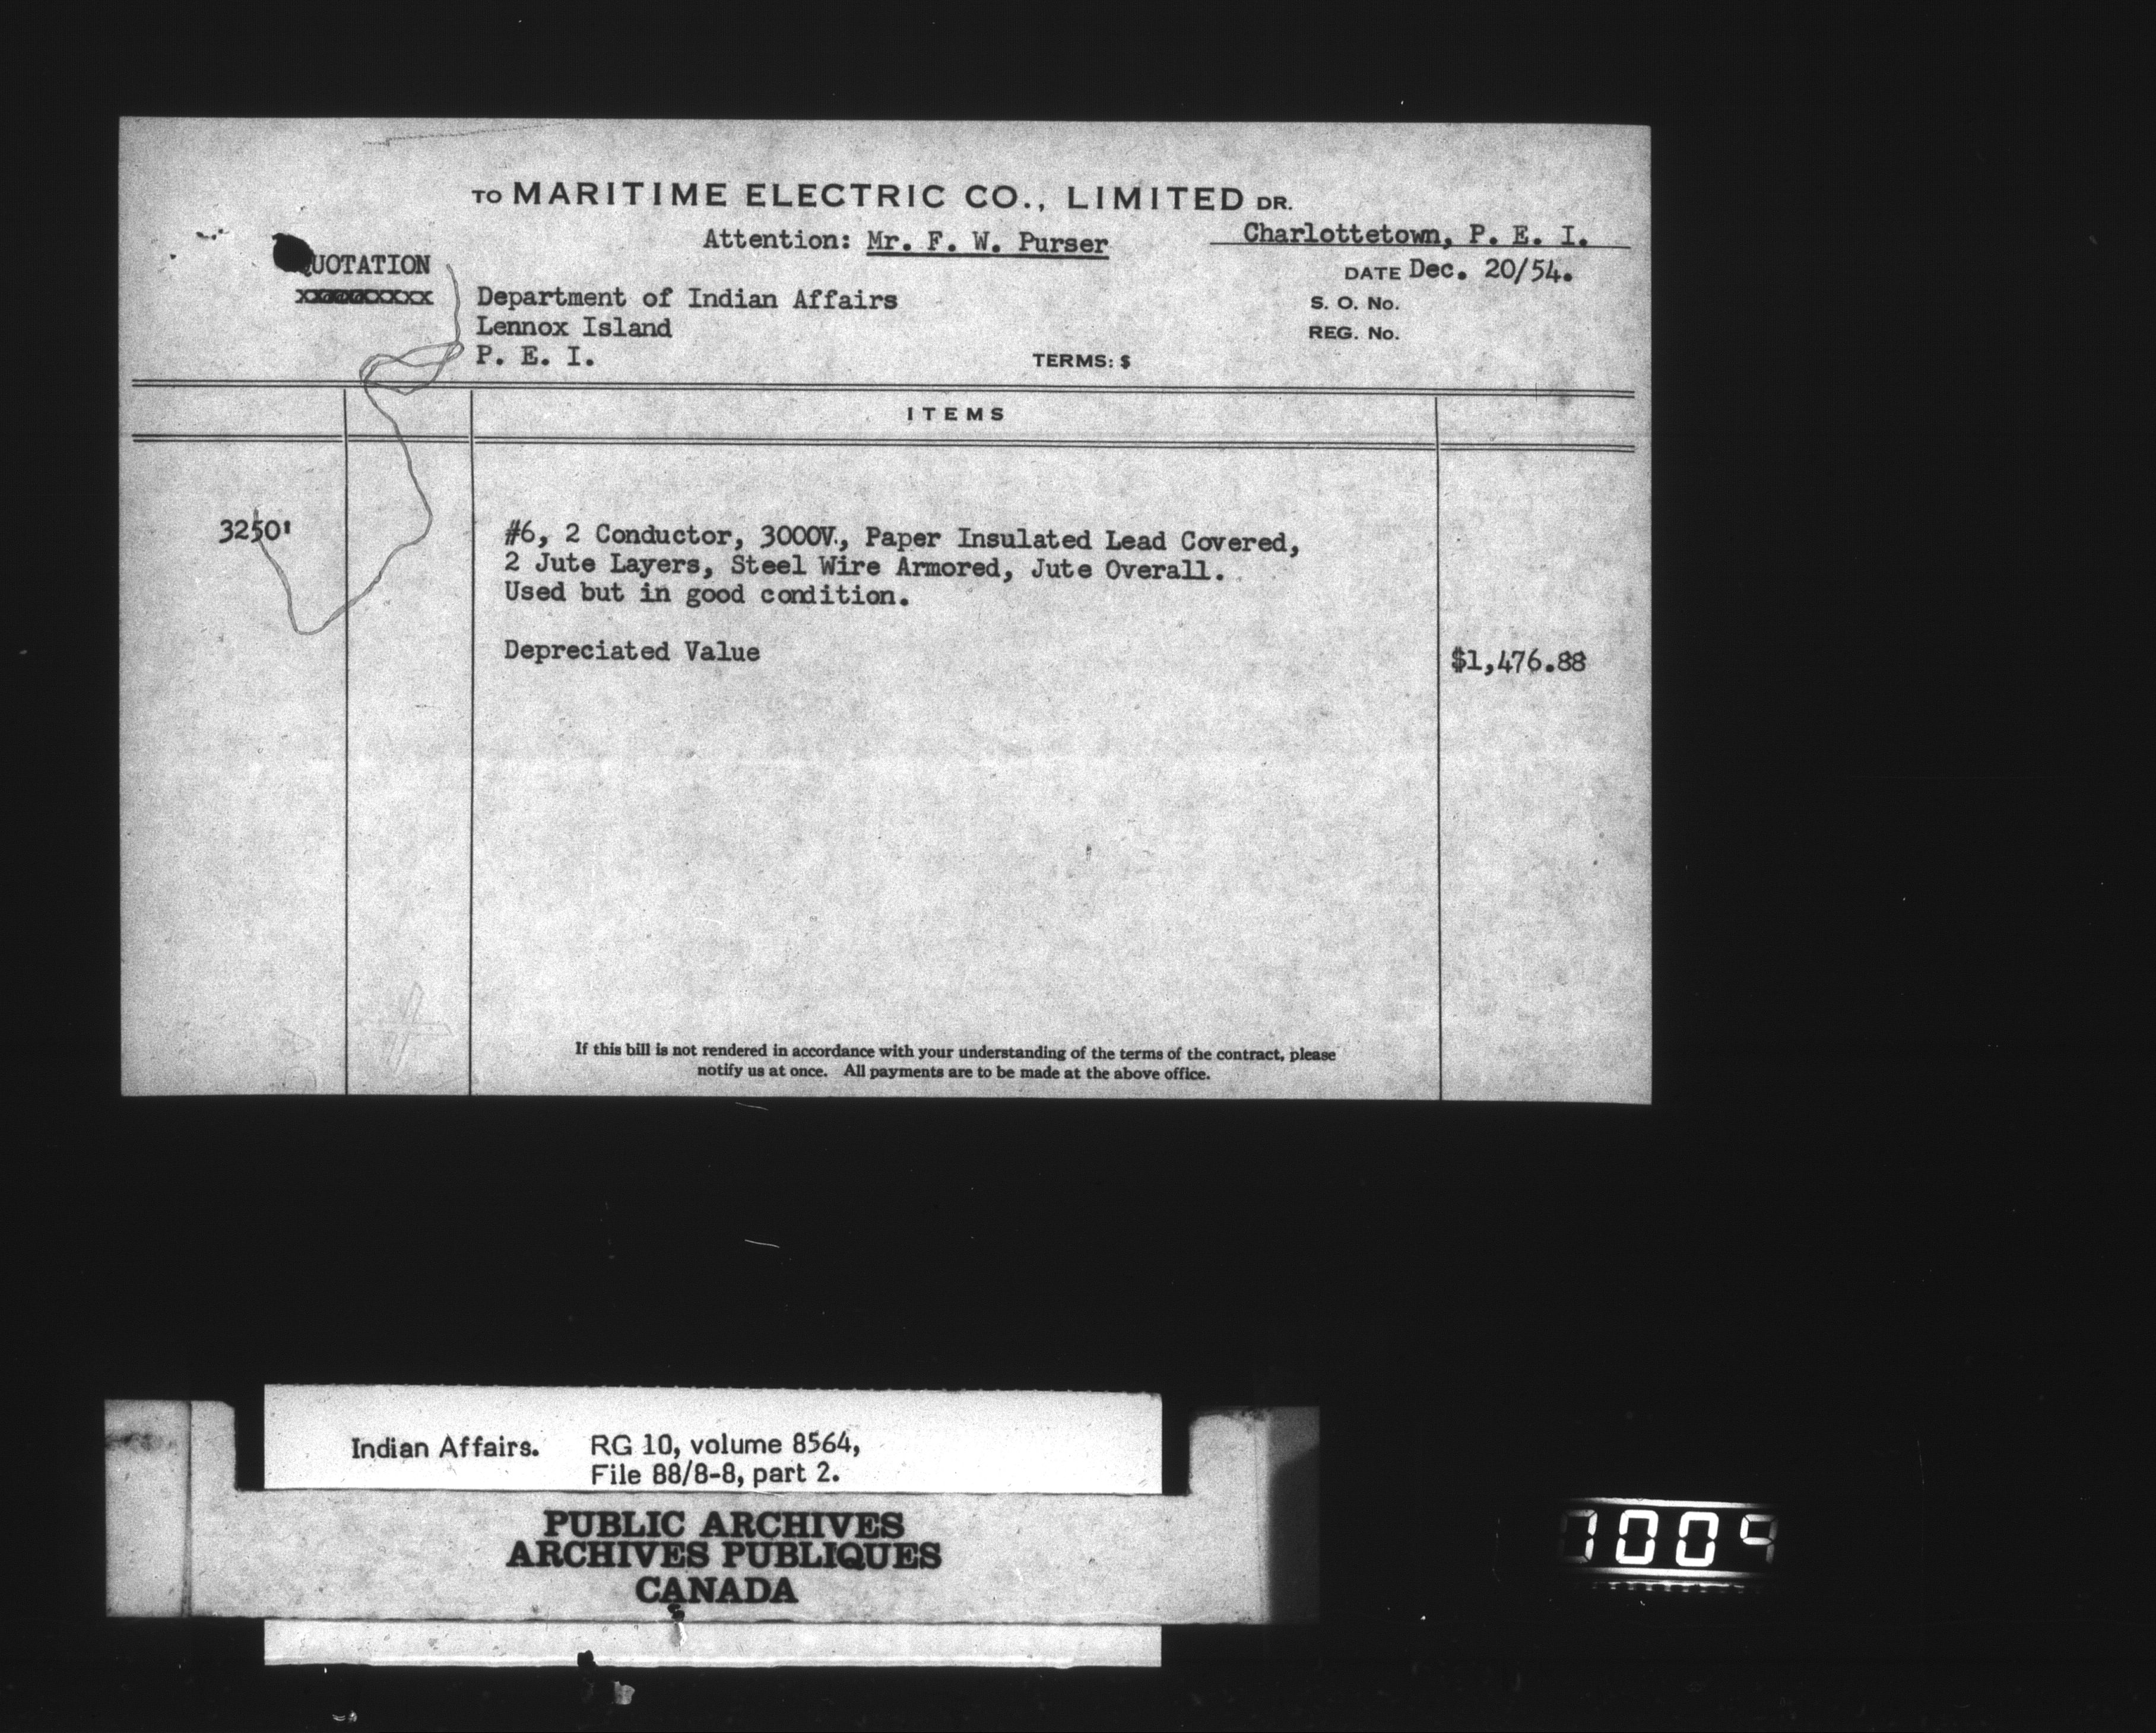 TO MARITIME ELECTRIC CO., LIMITED DR.
Attention: Mr. F. W. Purser
Charlottetown, P. E. I.
QUOTATION
DATE Dec. 20/54.
xxxxxxxxx
Department of Indian Affairs
S. O. No.
Lennox Island
REG. No.
P. E. I.
TERMS: $
ITEMS
3250'
#6, 2 Conductor, 3000V., Paper Insulated Lead Covered,
2 Jute Layers, Steel Wire Armored, Jute Overall.
Used but in good condition.
Depreciated Value
$1,476.88
If this bill is not rendered in accordance with your understanding of the terms of the contract, please
notify us at once. All payments are to be made at the above office.
Indian Affairs. RG 10, volume 8564,
File 88/8-8, part 2.
PUBLIC ARCHIVES
ARCHIVES PUBLIQUES
CANADA